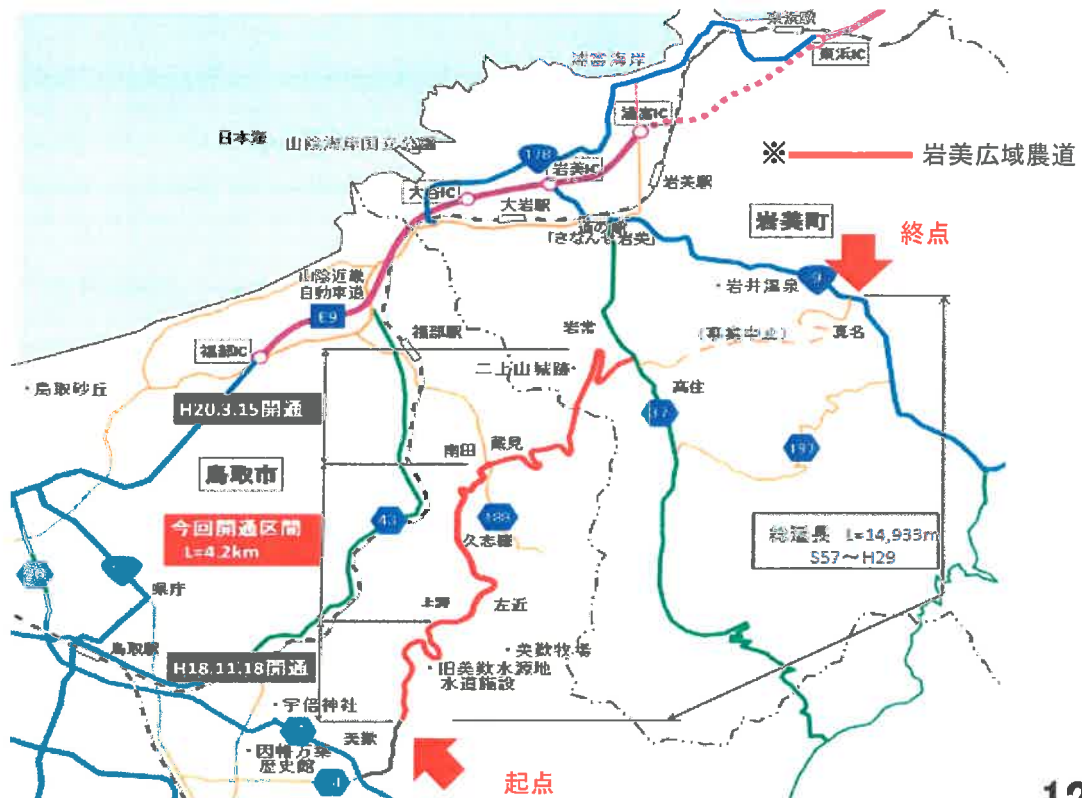 日本海
山陰海岸国立公園
東浜IC
浦富IC
178
岩美IC
大谷IC
大岩駅
岩美駅
道の駅
「きなんせ岩美」
※
岩美広域農道
岩美町
終点
岩井温泉
9
山陰近畿
自動車道
E9
福部駅
福部IC
岩常
(事業中止)
真名
二上山城跡
・鳥取砂丘
H20.3.15開通
高住
37
南田
蔵見
197
鳥取市
43
188
今回開通区間
L=4.2km
久志羅
総延長 L=14,933m
S57～H29
県庁
上野
左近
鳥取駅
・美歎牧場
H18.11.18開通
・旧美歎水源地
水道施設
・宇倍神社
美歎
・因幡万葉
歴史館
起点
12